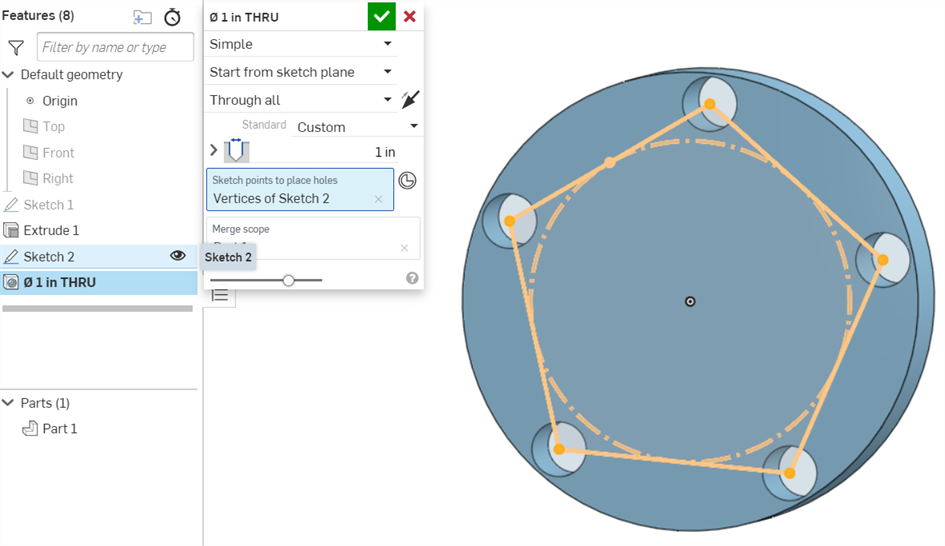 Features (8)
Filter by name or type
Default geometry
Origin
Top
Front
Right
Sketch 1
Extrude 1
Sketch 2
Ø 1 in THRU
Parts (1)
Part 1
Ø 1 in THRU
Simple
Start from sketch plane
Through all
Standard Custom
1 in
Sketch points to place holes
Vertices of Sketch 2
Merge scope
Sketch 2